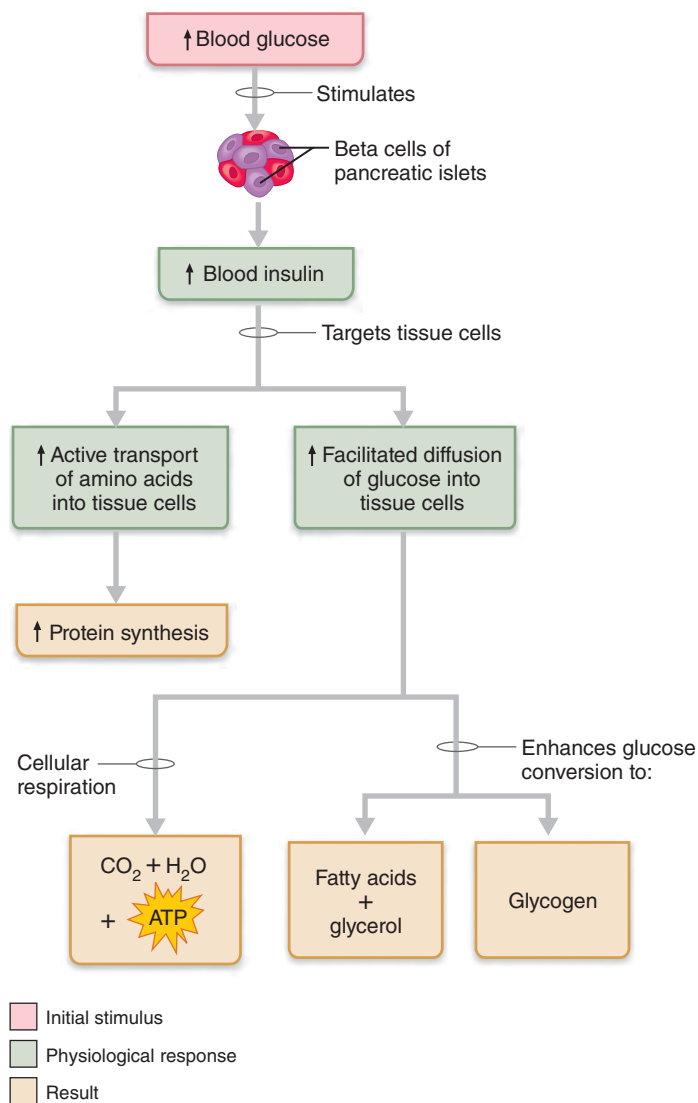 ↑ Blood glucose
Stimulates
Beta cells of
pancreatic islets
↑ Blood insulin
Targets tissue cells
↑ Active transport
of amino acids
into tissue cells
↑ Facilitated diffusion
of glucose into
tissue cells
↑ Protein synthesis
Cellular
respiration
Enhances glucose
conversion to:
CO₂ + H₂O
+ ATP
Fatty acids
+
glycerol
Glycogen
Initial stimulus
Physiological response
Result